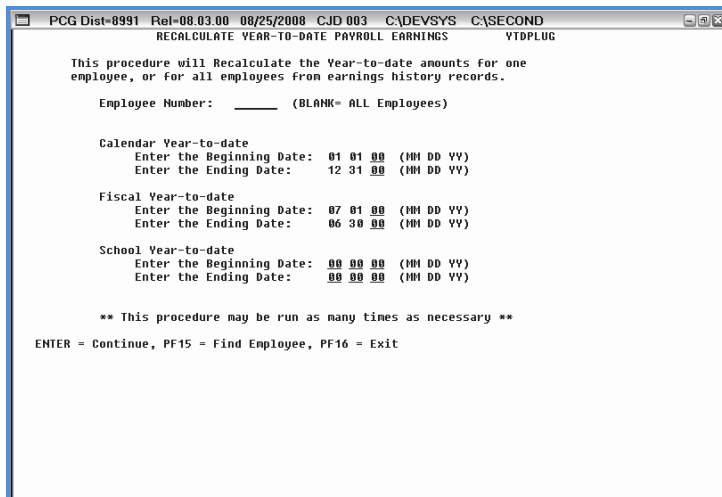 PCG Dist=8991 Rel=08.03.00 08/25/2008 CJD 003 C:\DEVSYS C:\SECOND
RECALCULATE YEAR-TO-DATE PAYROLL EARNINGS YTDPLUG
This procedure will Recalculate the Year-to-date amounts for one
employee, or for all employees from earnings history records.
Employee Number: ______ (BLANK= ALL Employees)
Calendar Year-to-date
Enter the Beginning Date: 01 01 00 (MM DD YY)
Enter the Ending Date: 12 31 00 (MM DD YY)
Fiscal Year-to-date
Enter the Beginning Date: 07 01 00 (MM DD YY)
Enter the Ending Date: 06 30 00 (MM DD YY)
School Year-to-date
Enter the Beginning Date: 00 00 00 (MM DD YY)
Enter the Ending Date: 00 00 00 (MM DD YY)
** This procedure may be run as many times as necessary **
ENTER = Continue, PF15 = Find Employee, PF16 = Exit